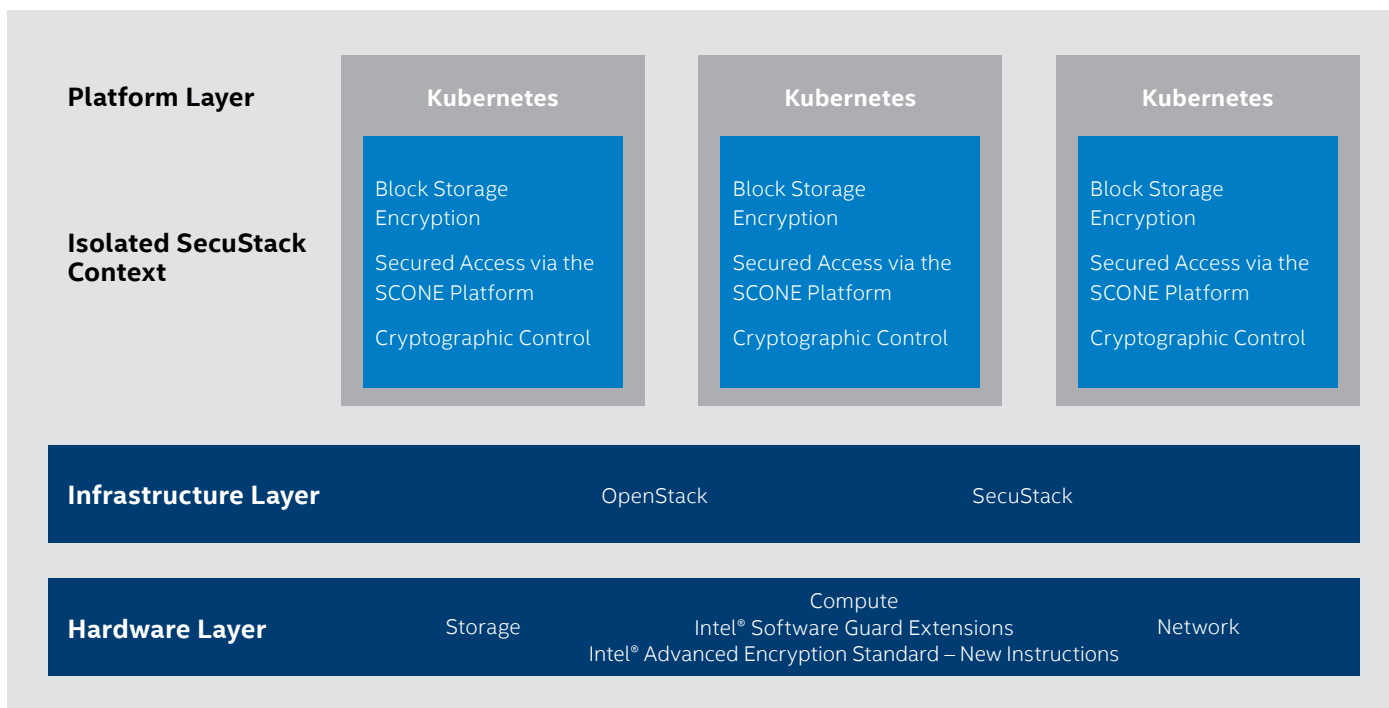 Platform Layer
Kubernetes
Kubernetes
Kubernetes
Isolated SecuStack
Context
Block Storage
Encryption
Secured Access via the
SCONE Platform
Cryptographic Control
Block Storage
Encryption
Secured Access via the
SCONE Platform
Cryptographic Control
Block Storage
Encryption
Secured Access via the
SCONE Platform
Cryptographic Control
Infrastructure Layer
OpenStack
SecuStack
Hardware Layer
Storage
Compute
Intel® Software Guard Extensions
Intel® Advanced Encryption Standard – New Instructions
Network